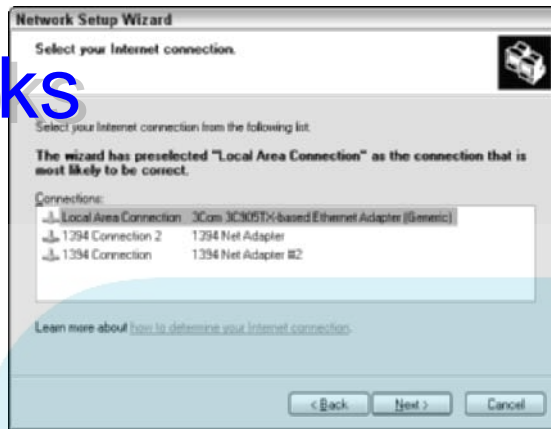 Network Setup Wizard
Select your Internet connection.
ks
Select your Internet connection from the following list.
The wizard has preselected "Local Area Connection" as the connection that is
most likely to be correct.
Connections:
Local Area Connection 3Com 3C905TX-based Ethernet Adapter (Generic)
1394 Connection 2 1394 Net Adapter
1394 Connection 1394 Net Adapter #2
Learn more about how to determine your Internet connection.
< Back Next > Cancel